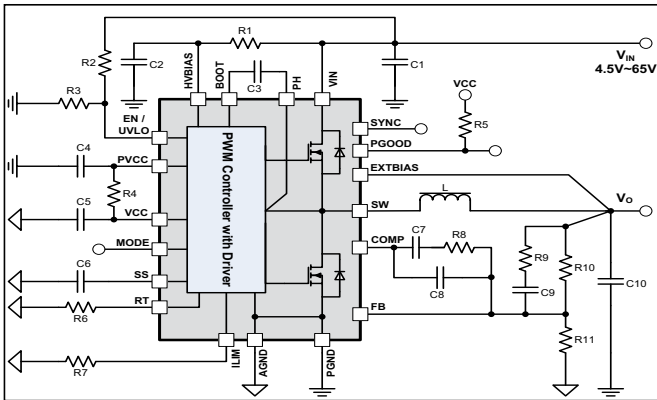 R1
R2
C2
C1
VIN
4.5V~65V
R3
HVBIAS
BOOT
C3
PH
VIN
VCC
EN /
UVLO
SYNC
R5
C4
PVCC
PGOOD
EXTBIAS
R4
PWM Controller with Driver
L
VO
C5
VCC
SW
MODE
COMP
C7
R8
R9
R10
C6
SS
C8
C9
C10
R6
RT
FB
R7
ILIM
AGND
PGND
R11